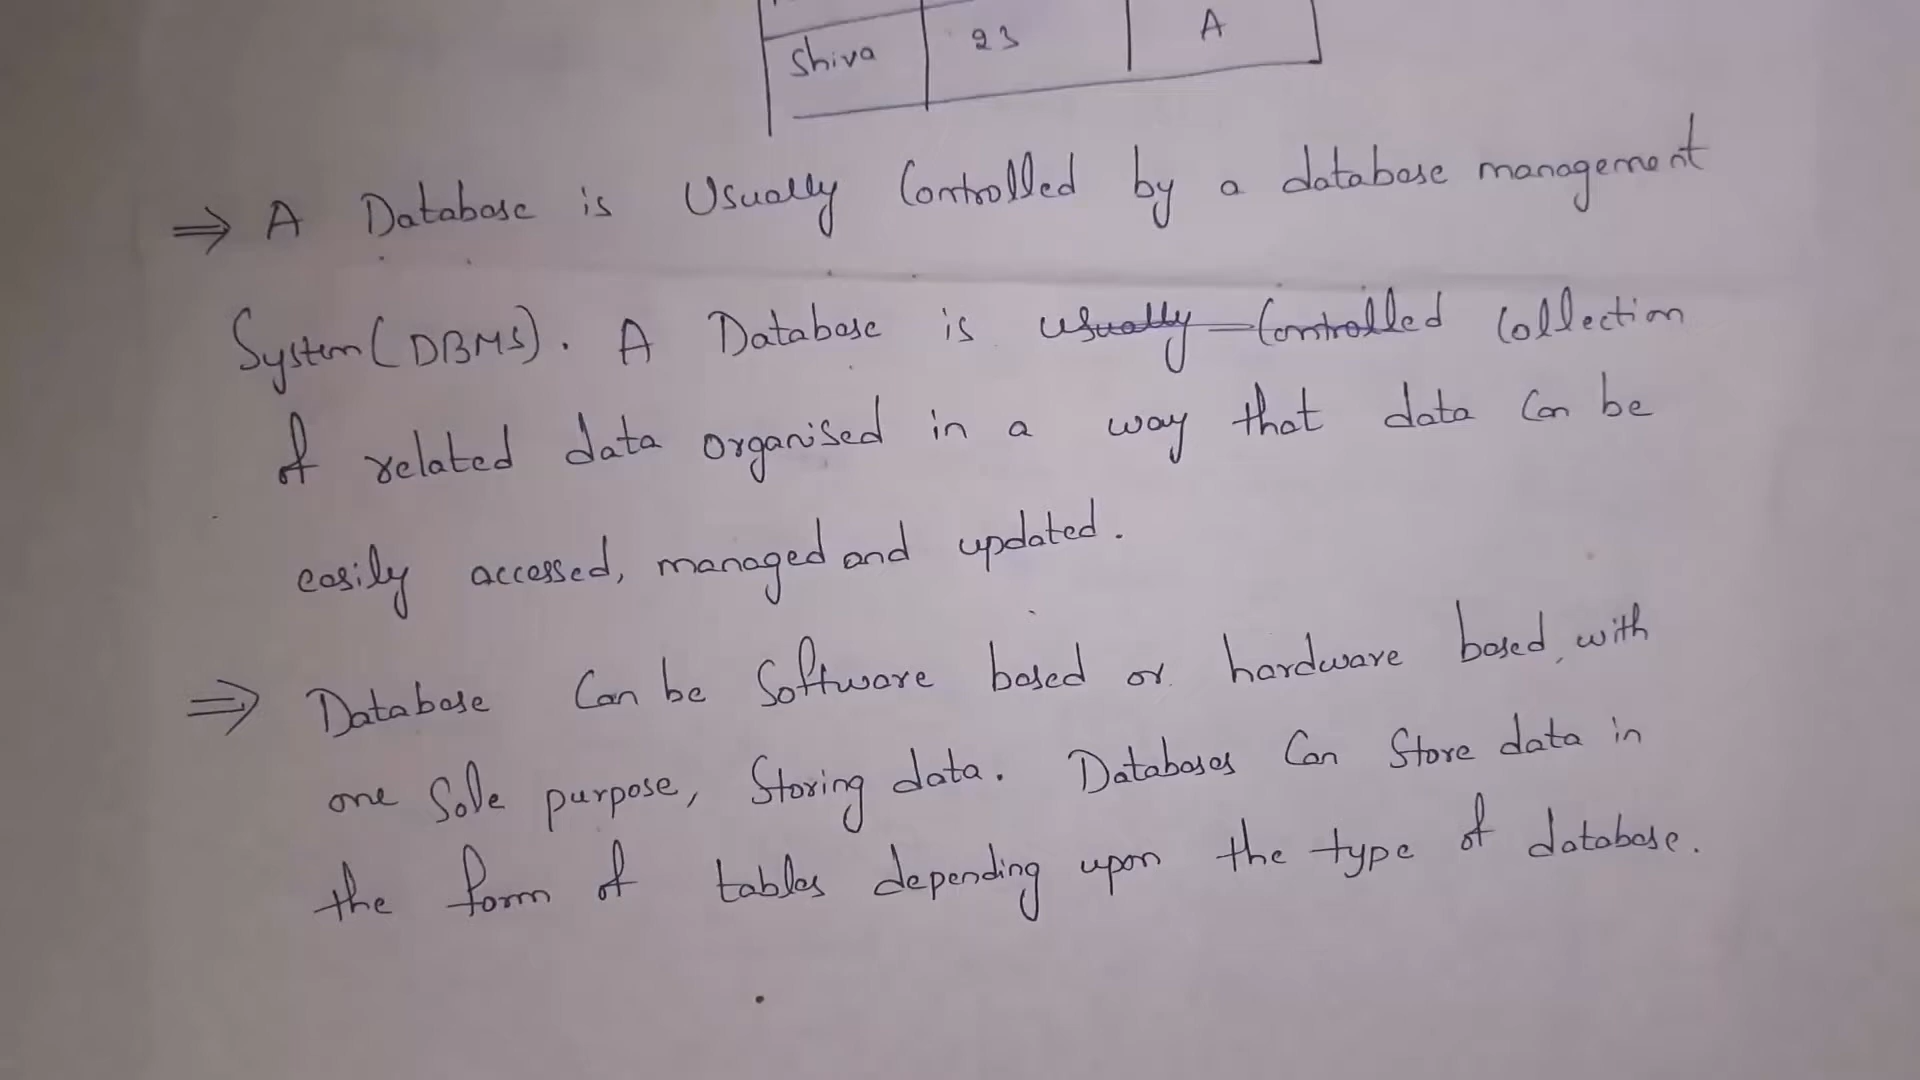 Shiva 23 A
⇒ A Database is Usually Controlled by a database management
System (DBMS). A Database is usually Controlled Collection
of related data organised in a way that data Can be
easily accessed, managed and updated.
⇒ Database Can be Software based or hardware based, with
one Sole purpose, Storing data. Databases Can Store data in
the form of tables depending upon the type of database.